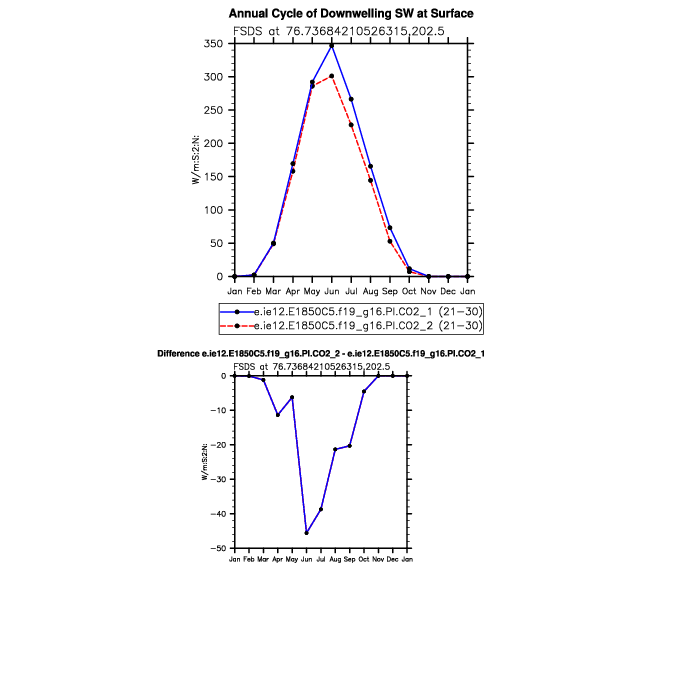 Annual Cycle of Downwelling SW at Surface
FSDS at 76.73684210526315,202.5
350
300
250
200
150
100
50
0
W/m:S:2:N:
Jan Feb Mar Apr May Jun Jul Aug Sep Oct Nov Dec Jan
e.ie12.E1850C5.f19_g16.PI.CO2_1 (21-30)
e.ie12.E1850C5.f19_g16.PI.CO2_2 (21-30)
Difference e.ie12.E1850C5.f19_g16.PI.CO2_2 - e.ie12.E1850C5.f19_g16.PI.CO2_1
FSDS at 76.73684210526315,202.5
0
-10
-20
-30
-40
-50
W/m:S:2:N:
Jan Feb Mar Apr May Jun Jul Aug Sep Oct Nov Dec Jan